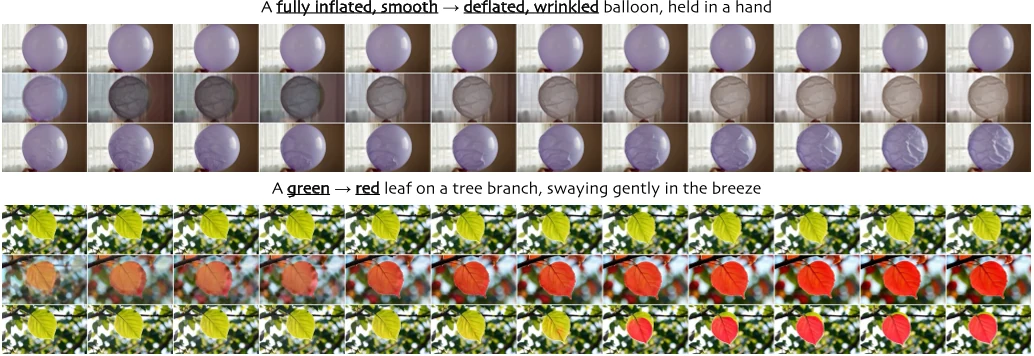 A fully inflated, smooth → deflated, wrinkled balloon, held in a hand
A green → red leaf on a tree branch, swaying gently in the breeze